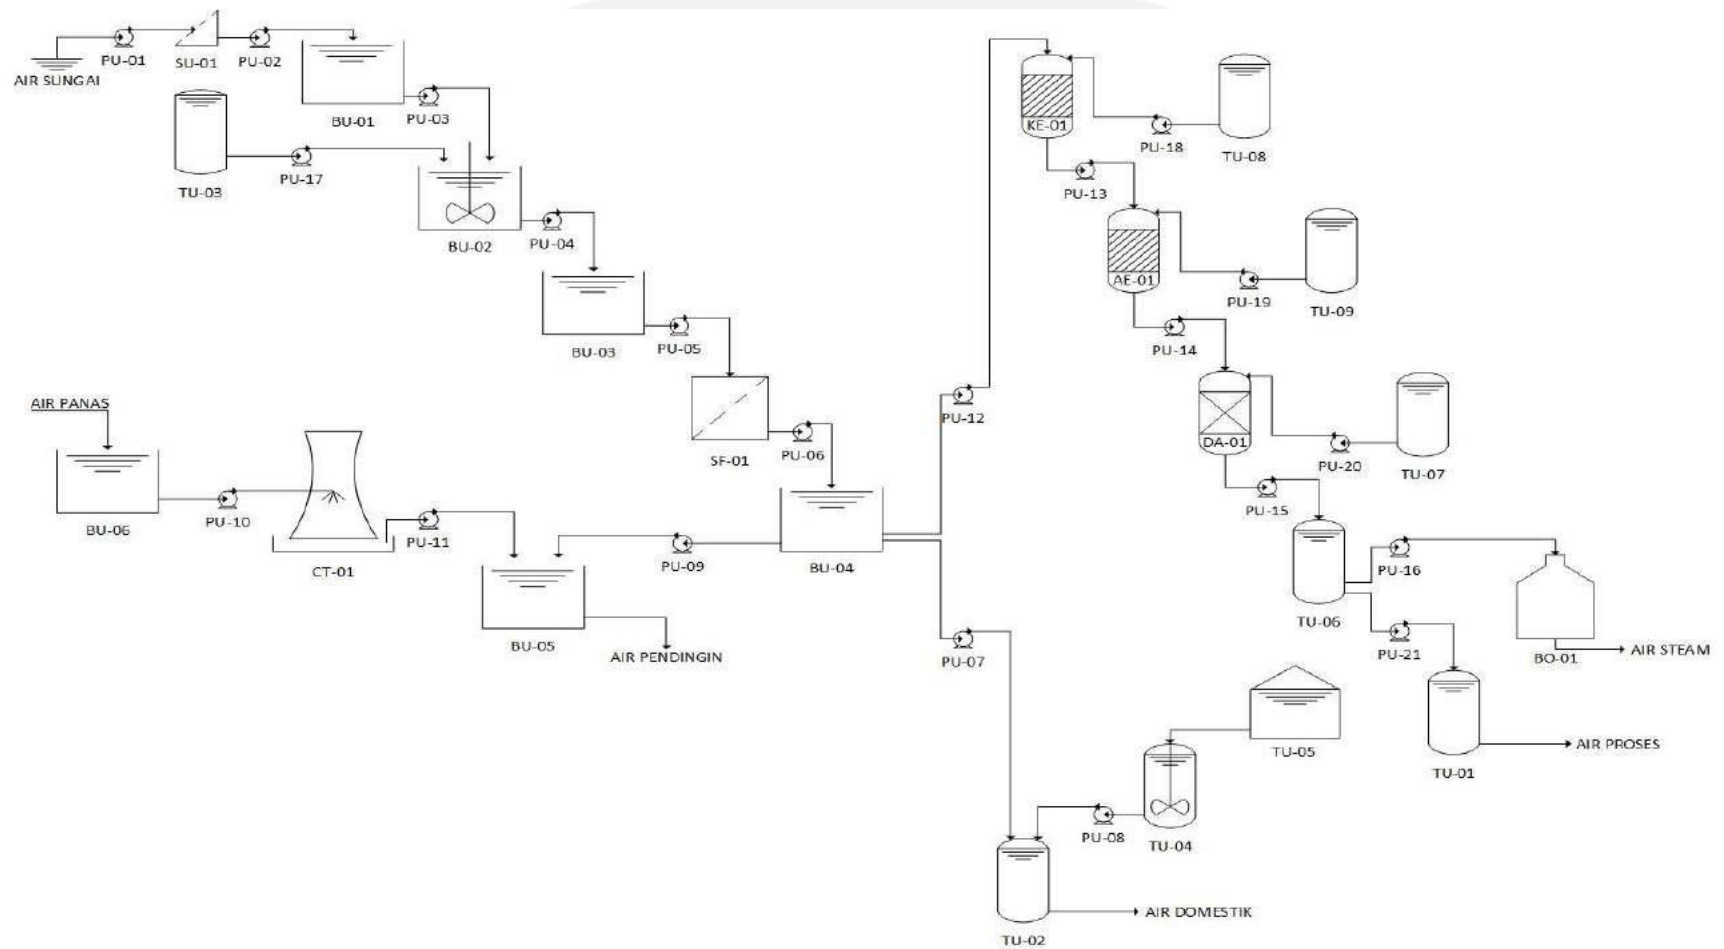 AIR SUNGAI
PU-01
SU-01
PU-02
BU-01
PU-03
TU-03
PU-17
BU-02
PU-04
BU-03
PU-05
SF-01
PU-06
BU-04
AIR PANAS
BU-06
PU-10
CT-01
PU-11
BU-05
AIR PENDINGIN
PU-09
PU-12
PU-07
KE-01
PU-18
TU-08
PU-13
AE-01
PU-19
TU-09
PU-14
DA-01
PU-20
TU-07
PU-15
TU-06
PU-16
BO-01
AIR STEAM
PU-21
TU-01
AIR PROSES
TU-05
TU-04
PU-08
TU-02
AIR DOMESTIK